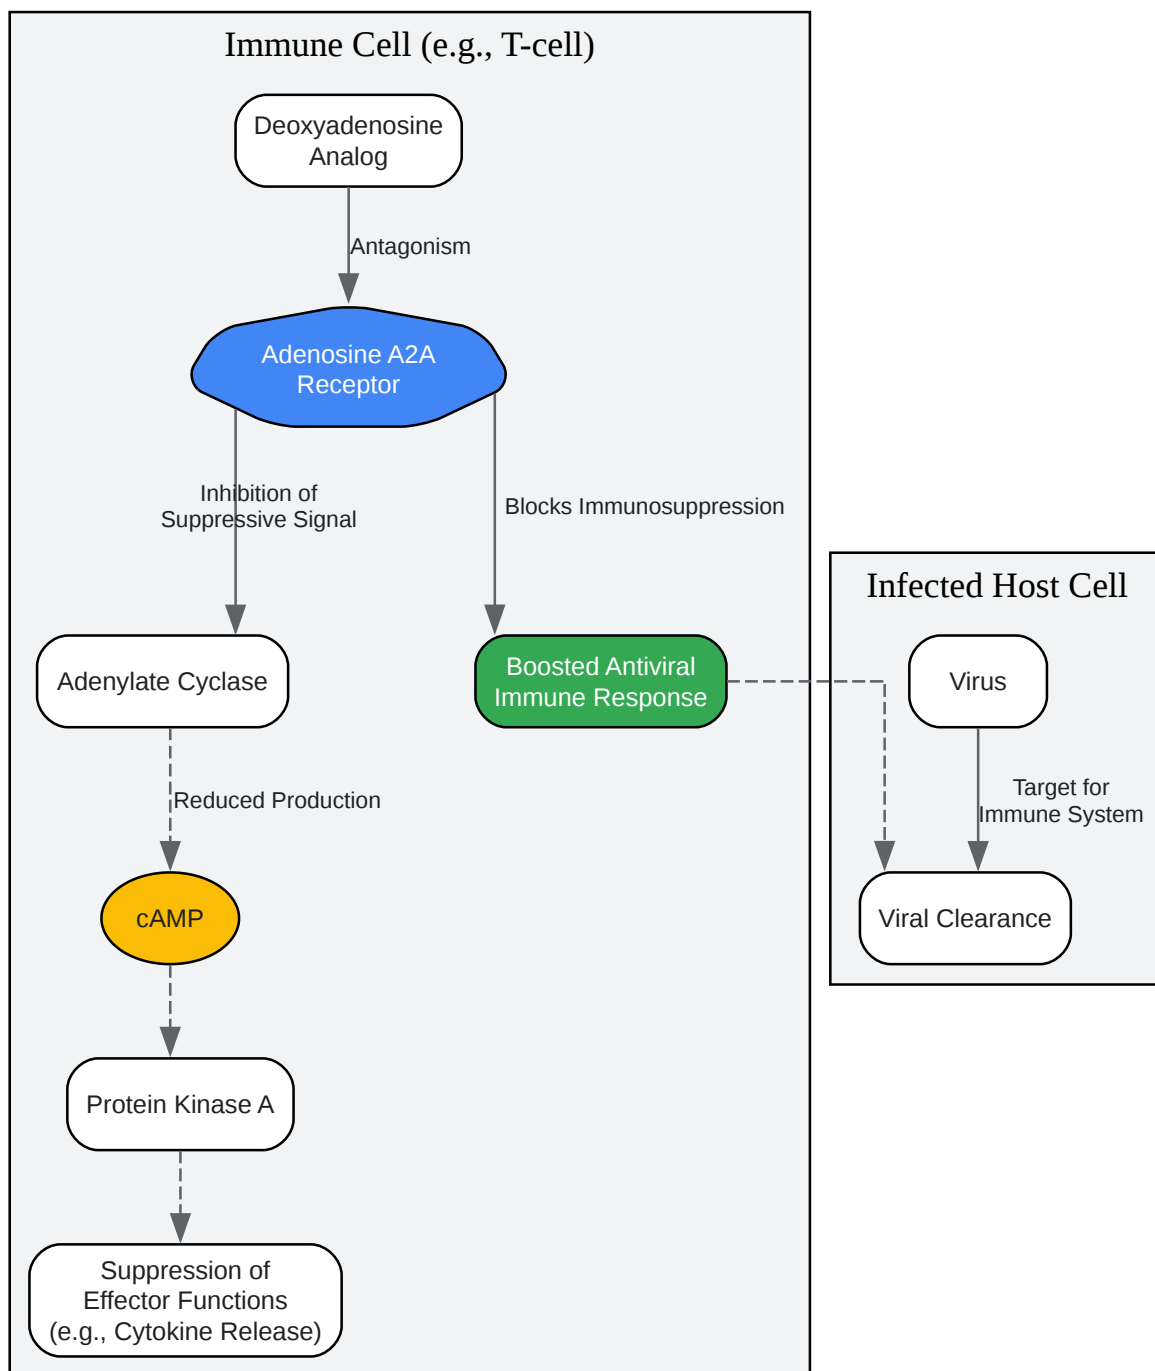 Immune Cell (e.g., T-cell)
Deoxyadenosine
Analog
Antagonism
Adenosine A2A
Receptor
Inhibition of
Suppressive Signal
Blocks Immunosuppression
Infected Host Cell
Adenylate Cyclase
Boosted Antiviral
Immune Response
Virus
Reduced Production
Target for
Immune System
cAMP
Viral Clearance
Protein Kinase A
Suppression of
Effector Functions
(e.g., Cytokine Release)